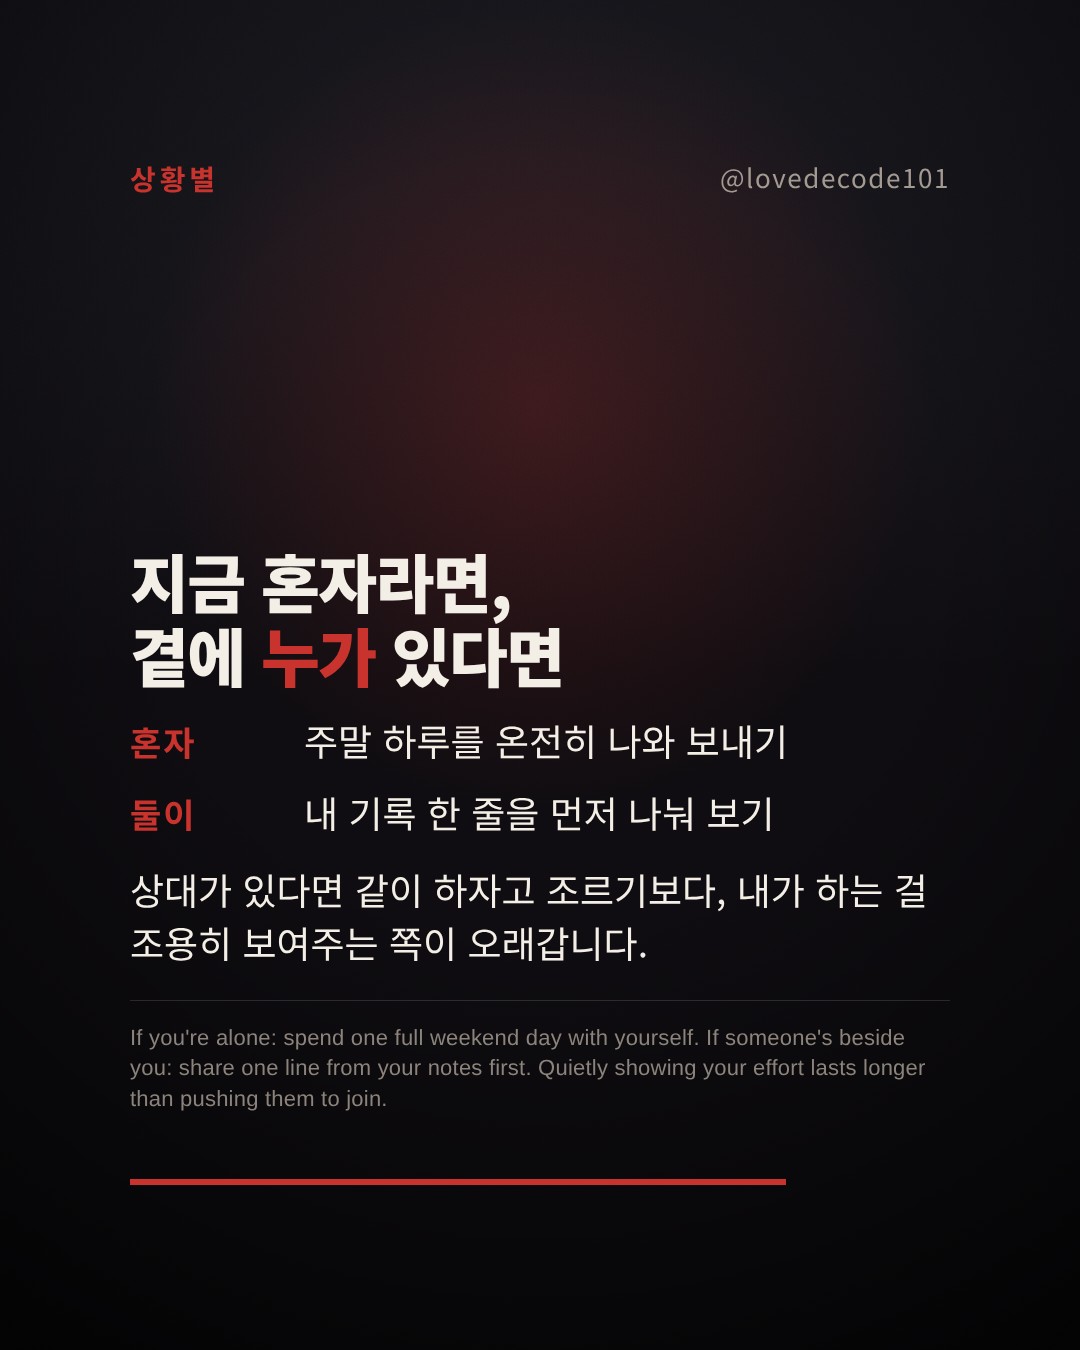 상황별
@lovedecode101
지금 혼자라면,
곁에 누가 있다면
혼자 주말 하루를 온전히 나와 보내기
둘이 내 기록 한 줄을 먼저 나눠 보기
상대가 있다면 같이 하자고 조르기보다, 내가 하는 걸
조용히 보여주는 쪽이 오래갑니다.
If you're alone: spend one full weekend day with yourself. If someone's beside
you: share one line from your notes first. Quietly showing your effort lasts longer
than pushing them to join.